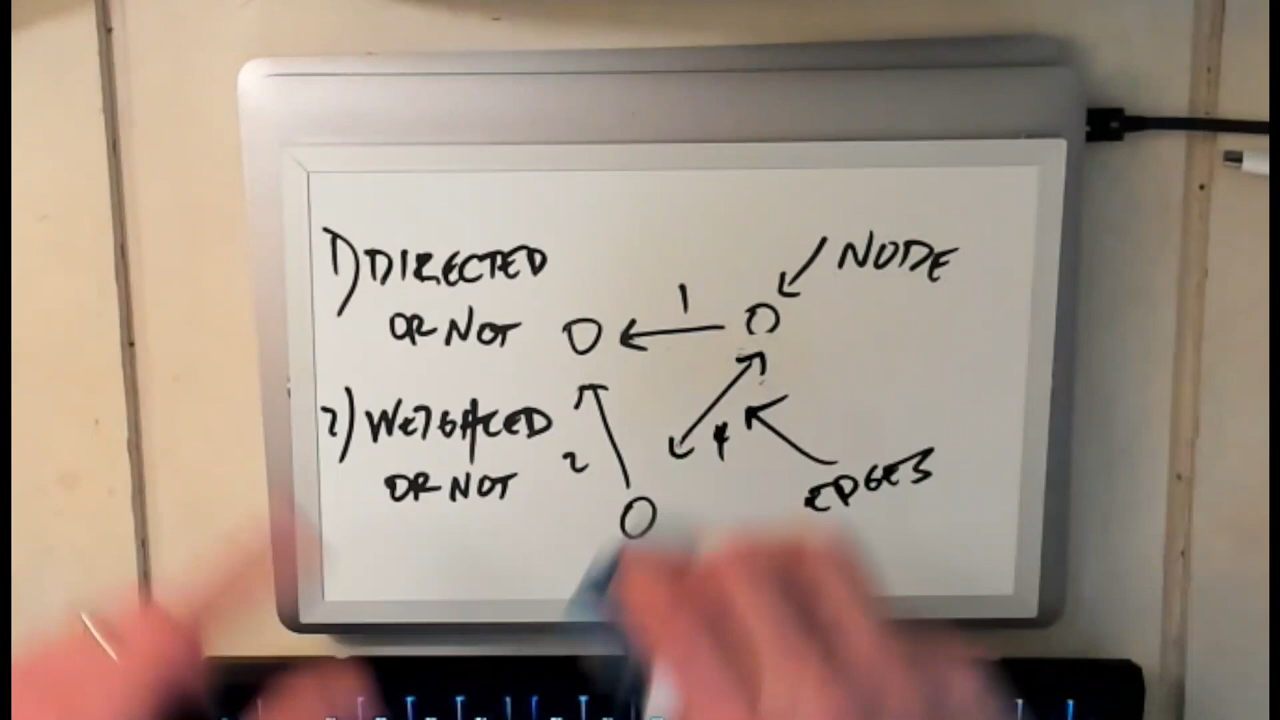 1) DIRECTED
OR NOT
2) WEIGHTED
OR NOT
NODE
1
2
4
EDGES